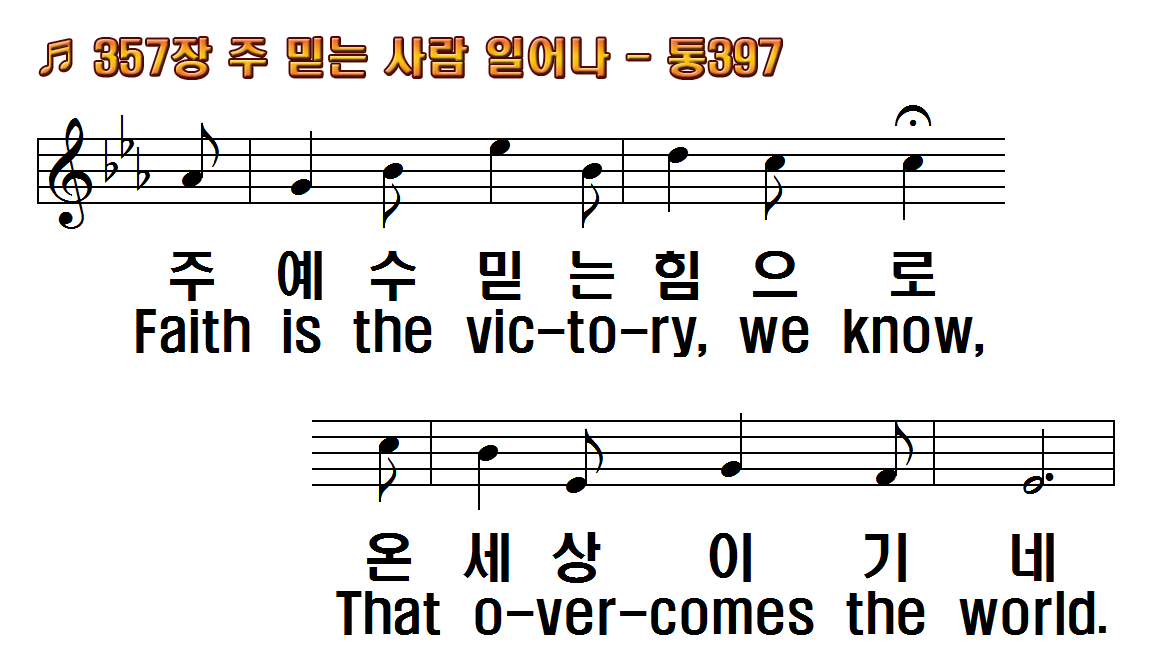 ♬ 357장 주 믿는 사람 일어나 - 통397
주 예 수 믿 는 힘 으 로
Faith is the vic-to-ry, we know,
온 세 상 이 기 네
That o-ver-comes the world.